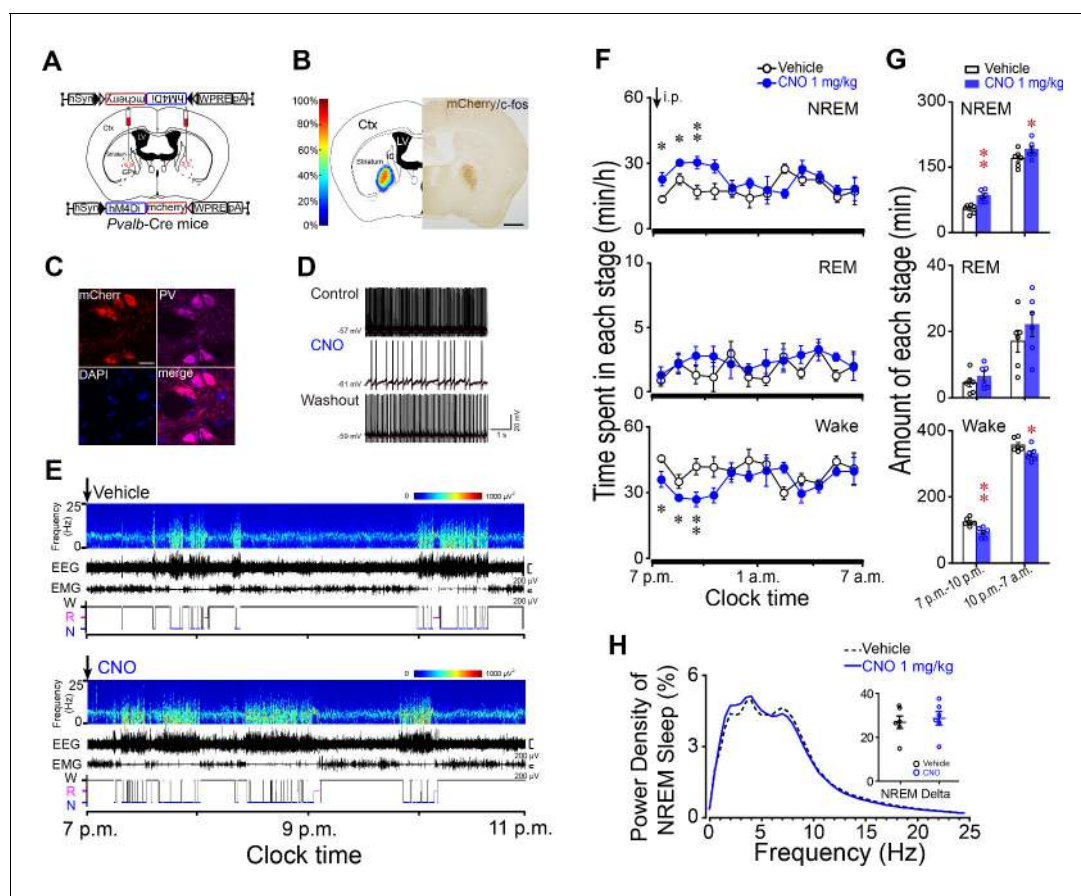 A
hSyn mcherry hM4Di WPRE pA
Ctx
LV
Striatum
ic
hSyn hM4Di mcherry WPRE pA
Pvalb-Cre mice
B
100%
80%
60%
40%
20%
0%
Ctx
LV
Striatum
ic
mCherry/c-fos
C
mCherr
PV
DAPI
merge
D
Control
-57 mV
CNO
-61 mV
Washout
-59 mV
20 mV
1 s
E
Vehicle
0 1000 μV²
25
0
Frequency
(Hz)
EEG
200 μV
EMG
200 μV
W
R
N
CNO
0 1000 μV²
25
0
Frequency
(Hz)
EEG
200 μV
EMG
200 μV
W
R
N
7 p.m. 9 p.m. 11 p.m.
Clock time
F
Vehicle
CNO 1 mg/kg
Time spent in each stage (min/h)
60
30
0
i.p.
NREM
* * **
10
5
0
REM
60
30
0
Wake
* * **
7 p.m. 1 a.m. 7 a.m.
Clock time
G
Vehicle
CNO 1 mg/kg
Amount of each stage (min)
300
150
0
NREM
** *
40
20
0
REM
400
200
0
Wake
** *
7 p.m.-10 p.m.
10 p.m.-7 a.m.
H
Vehicle
CNO 1 mg/kg
Power Density of
NREM Sleep (%)
6
3
0
0 5 10 15 20 25
Frequency (Hz)
40
20
0
Vehicle
CNO
NREM Delta